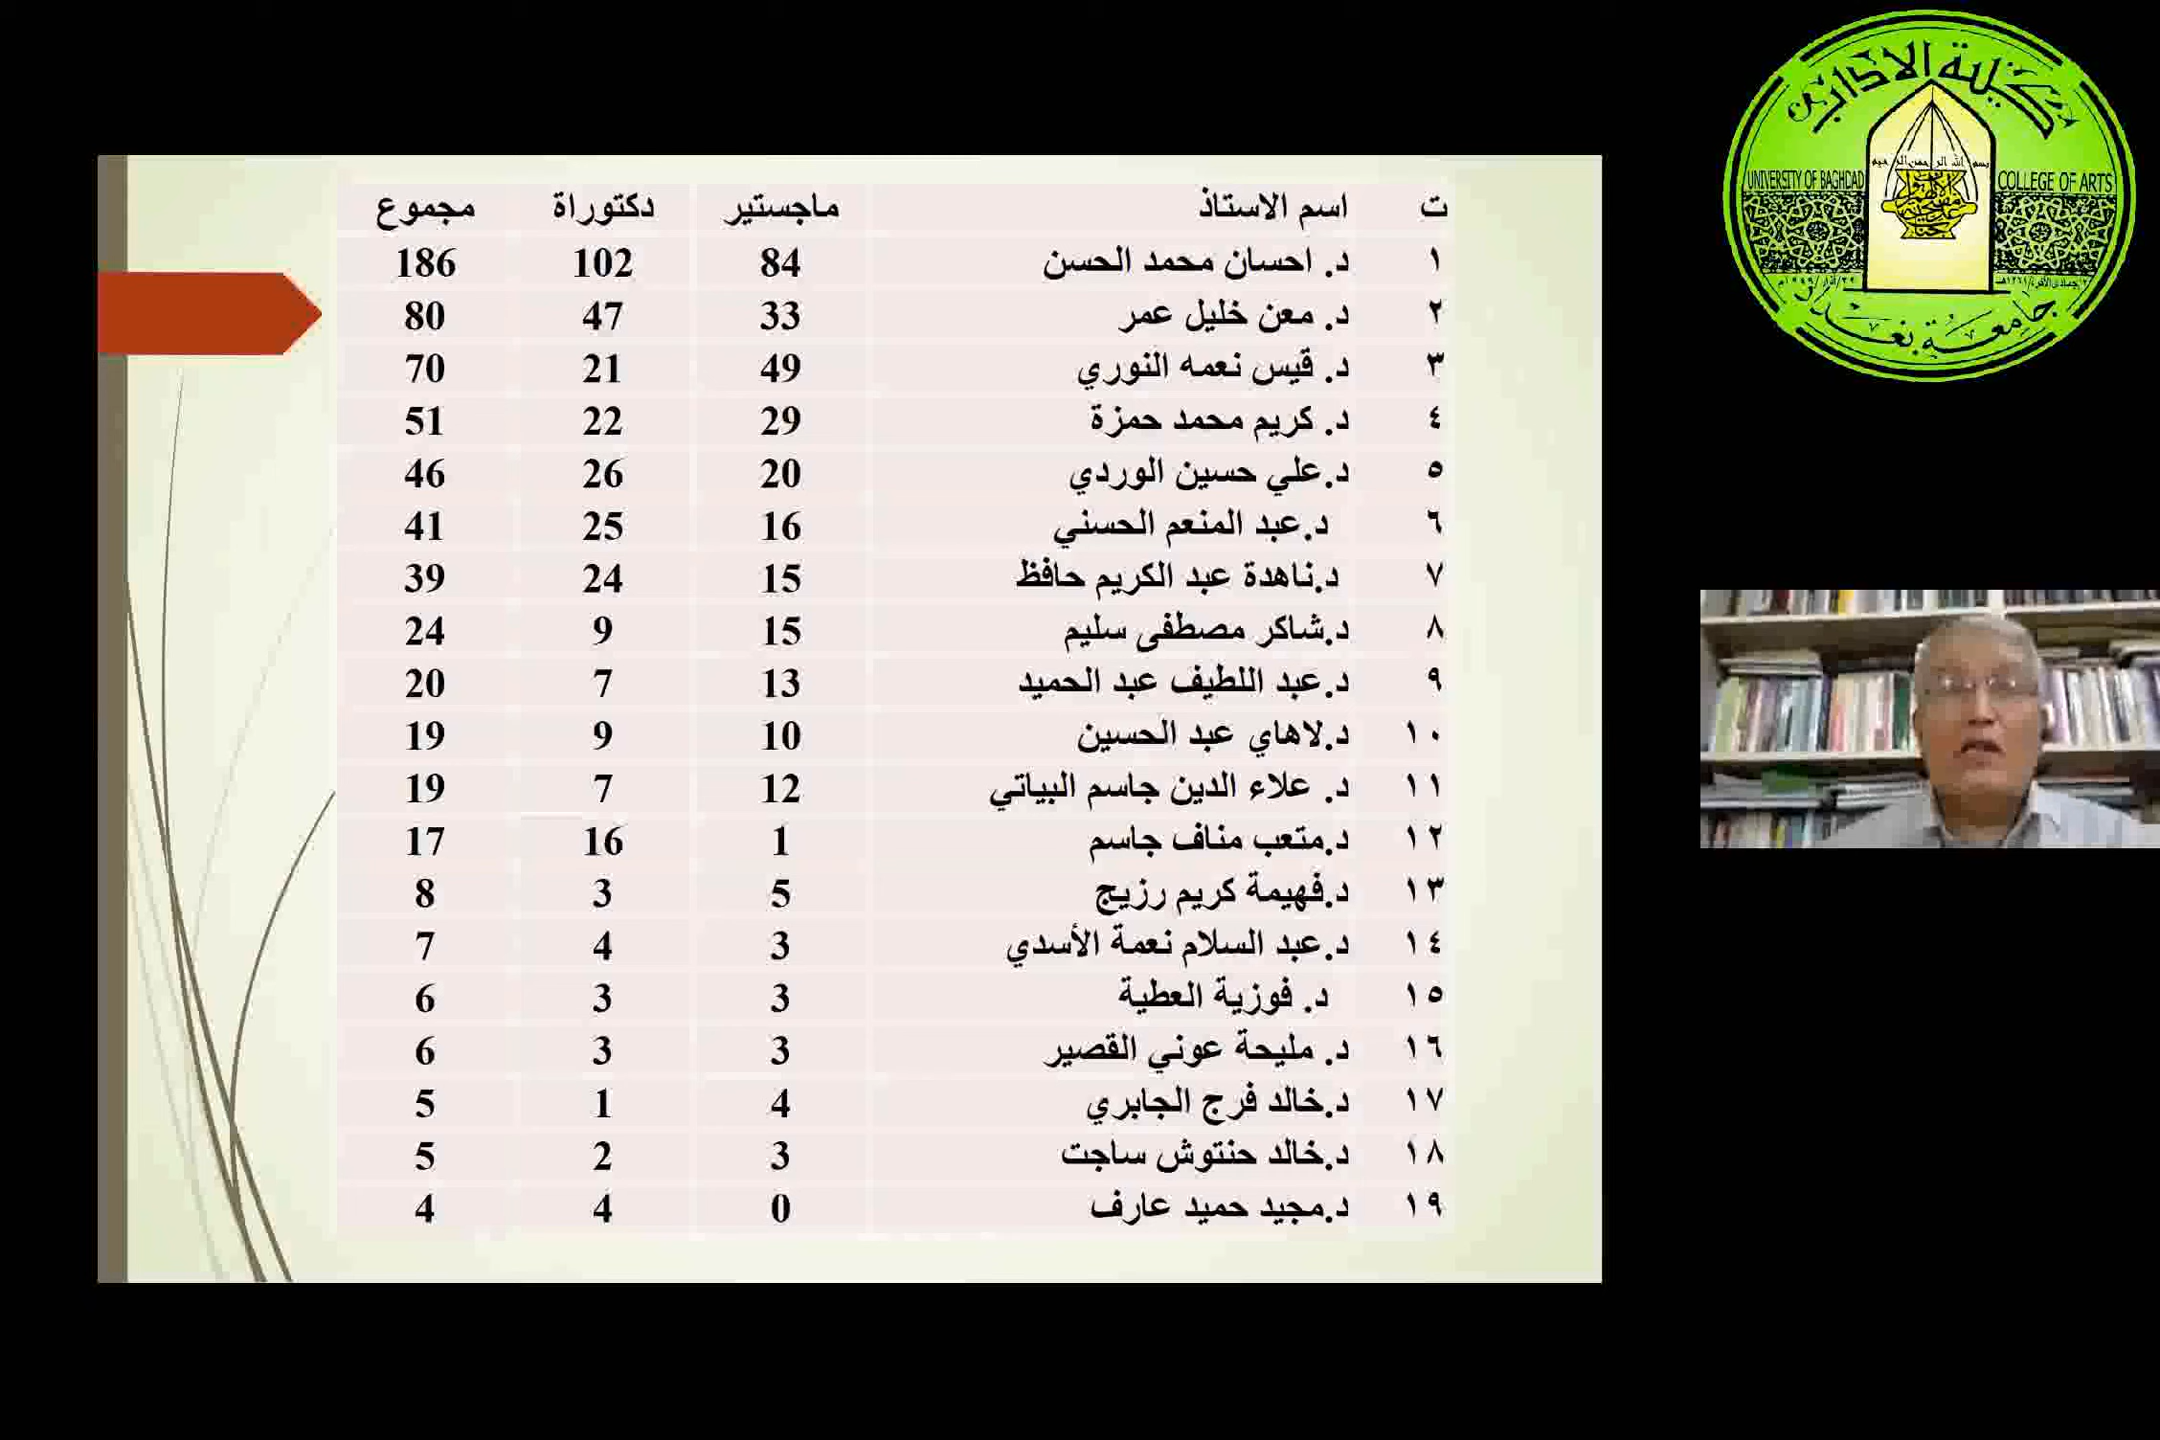 ت اسم الاستاذ ماجستير دكتوراة مجموع
١ د. احسان محمد الحسن 84 102 186
٢ د. معن خليل عمر 33 47 80
٣ د. قيس نعمه النوري 49 21 70
٤ د. كريم محمد حمزة 29 22 51
٥ د.علي حسين الوردي 20 26 46
٦ د.عبد المنعم الحسني 16 25 41
٧ د.ناهدة عبد الكريم حافظ 15 24 39
٨ د.شاكر مصطفى سليم 15 9 24
٩ د.عبد اللطيف عبد الحميد 13 7 20
١٠ د.لاهاي عبد الحسين 10 9 19
١١ د. علاء الدين جاسم البياتي 12 7 19
١٢ د.متعب مناف جاسم 1 16 17
١٣ د.فهيمة كريم رزيج 5 3 8
١٤ د.عبد السلام نعمة الأسدي 3 4 7
١٥ د. فوزية العطية 3 3 6
١٦ د. مليحة عوني القصير 3 3 6
١٧ د.خالد فرج الجابري 4 1 5
١٨ د.خالد حنتوش ساجت 3 2 5
١٩ د.مجيد حميد عارف 0 4 4
كلية الاداب
بسم الله الرحمن الرحيم
UNIVERSITY OF BAGHDAD COLLEGE OF ARTS
جامعة بغداد